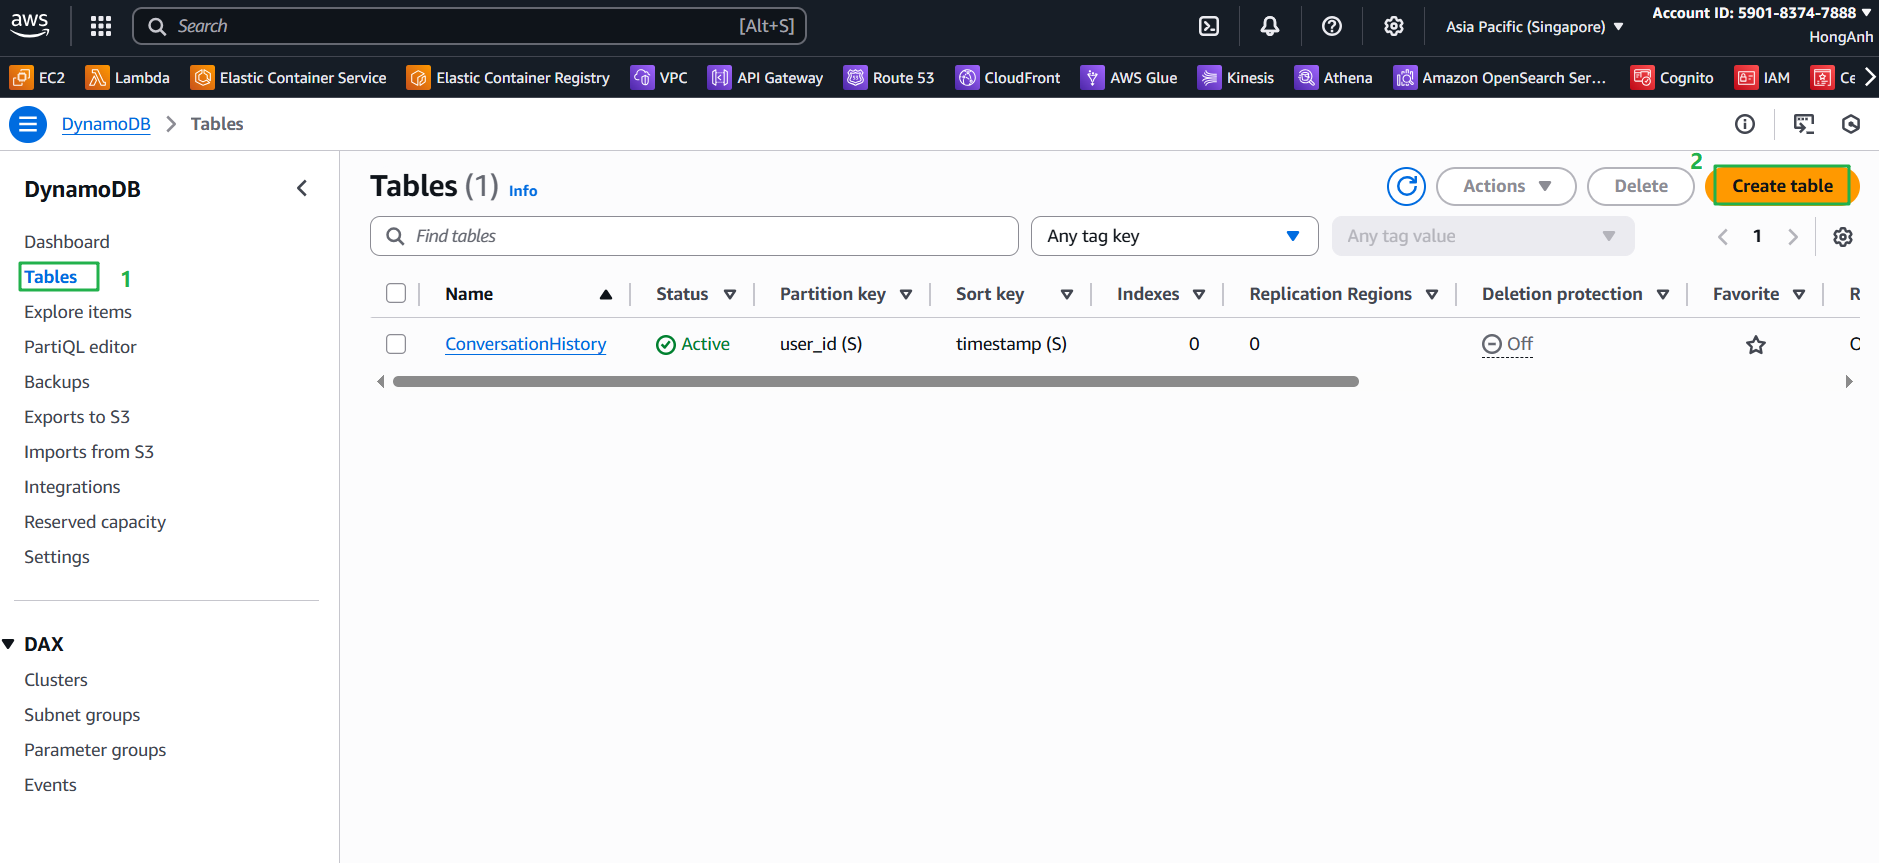 aws
Search [Alt+S]
Asia Pacific (Singapore)
Account ID: 5901-8374-7888
HongAnh
EC2 Lambda Elastic Container Service Elastic Container Registry VPC API Gateway Route 53 CloudFront AWS Glue Kinesis Athena Amazon OpenSearch Ser... Cognito IAM Ce
DynamoDB Tables
DynamoDB
Dashboard
Tables 1
Explore items
PartiQL editor
Backups
Exports to S3
Imports from S3
Integrations
Reserved capacity
Settings
DAX
Clusters
Subnet groups
Parameter groups
Events
Tables (1) Info
Actions Delete 2 Create table
Find tables Any tag key Any tag value 1
Name Status Partition key Sort key Indexes Replication Regions Deletion protection Favorite R
ConversationHistory Active user_id (S) timestamp (S) 0 0 Off